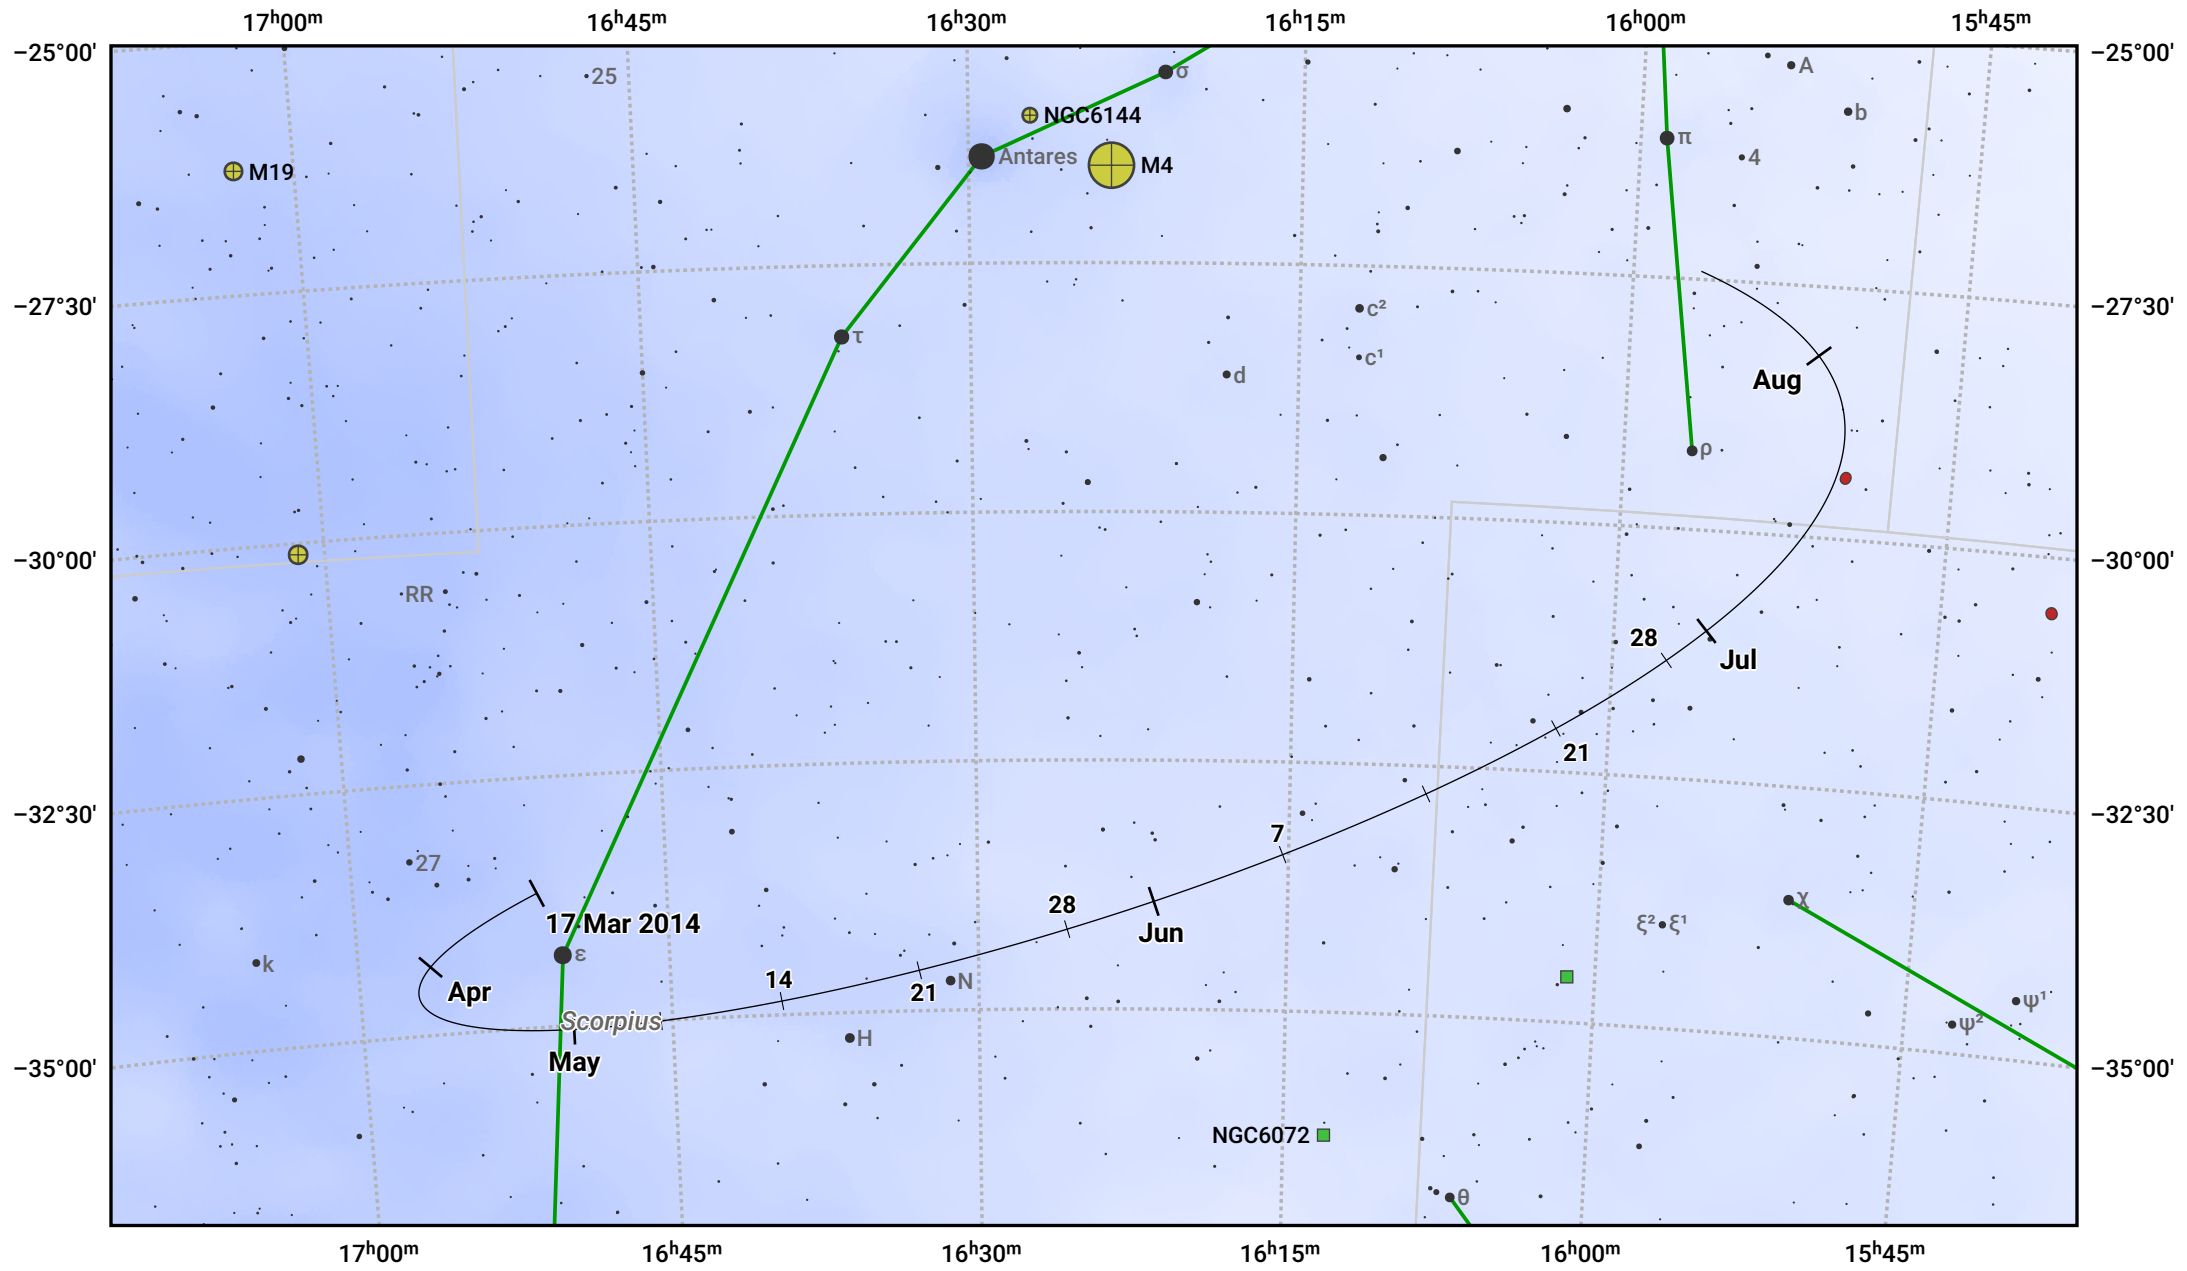 17ʰ00ᵐ 16ʰ45ᵐ 16ʰ30ᵐ 16ʰ15ᵐ 16ʰ00ᵐ 15ʰ45ᵐ
−25°00' −25°00'
25 σ A
NGC6144 b
π
Antares M4 4
M19
−27°30' c² −27°30'
τ c¹
d Aug
ρ
−30°00' −30°00'
RR
28
Jul
21
−32°30' −32°30'
7
27
28 χ
17 Mar 2014 Jun ξ² ξ¹
ε
k
Apr 14 21 N
ψ¹
Scorpius ψ²
H
May
−35°00' −35°00'
NGC6072
θ
17ʰ00ᵐ 16ʰ45ᵐ 16ʰ30ᵐ 16ʰ15ᵐ 16ʰ00ᵐ 15ʰ45ᵐ